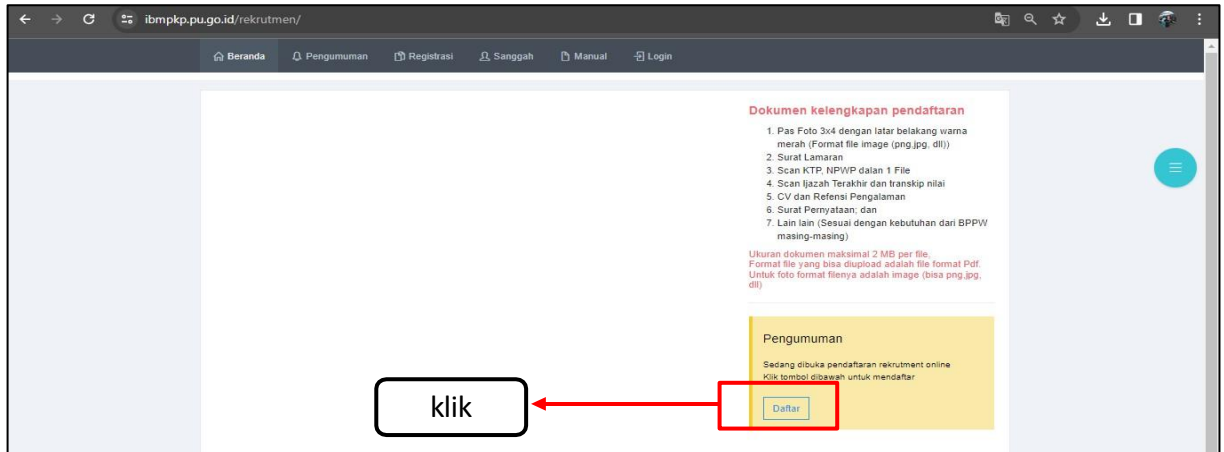 ibmpkp.pu.go.id/rekrutmen/
Beranda Pengumuman Registrasi Sanggah Manual Login
Dokumen kelengkapan pendaftaran
1. Pas Foto 3x4 dengan latar belakang warna
merah (Format file image (png,jpg, dll))
2. Surat Lamaran
3. Scan KTP, NPWP dalan 1 File
4. Scan Ijazah Terakhir dan transkip nilai
5. CV dan Refensi Pengalaman
6. Surat Pernyataan; dan
7. Lain lain (Sesuai dengan kebutuhan dari BPPW
masing-masing)
Ukuran dokumen maksimal 2 MB per file,
Format file yang bisa diupload adalah file format Pdf.
Untuk foto format filenya adalah image (bisa png,jpg,
dll)
Pengumuman
Sedang dibuka pendaftaran rekrutment online
Klik tombol dibawah untuk mendaftar
Daftar
klik